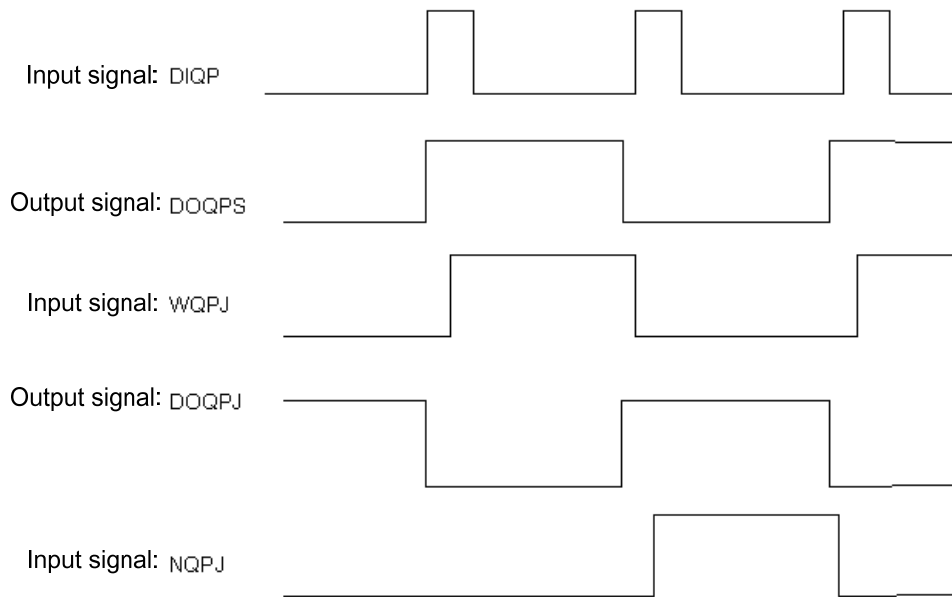 Input signal: DIQP
Output signal: DOQPS
Input signal: WQPJ
Output signal: DOQPJ
Input signal: NQPJ